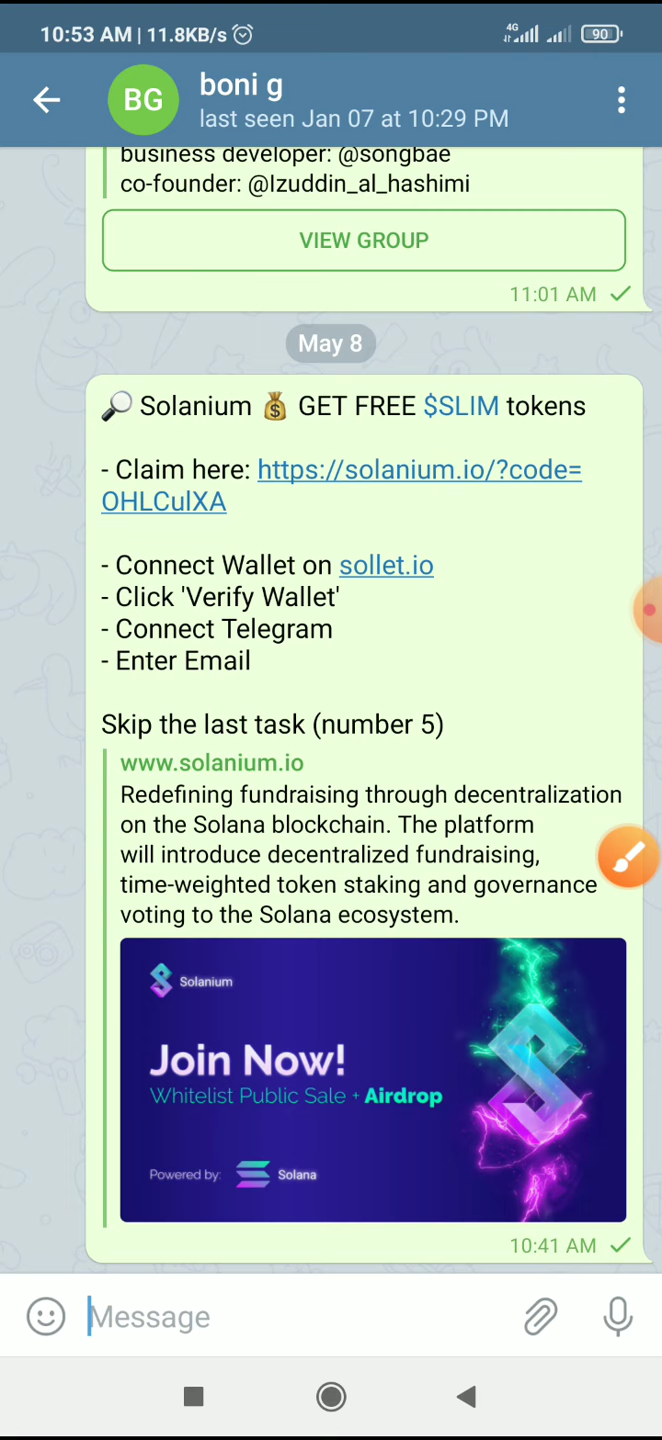 10:53 AM | 11.8KB/s
4G
90
BG
boni g
last seen Jan 07 at 10:29 PM
business developer: @songbae
co-founder: @Izuddin_al_hashimi
VIEW GROUP
11:01 AM
May 8
Solanium 💰 GET FREE $SLIM tokens
- Claim here: https://solanium.io/?code=
OHLCulXA
- Connect Wallet on sollet.io
- Click 'Verify Wallet'
- Connect Telegram
- Enter Email
Skip the last task (number 5)
www.solanium.io
Redefining fundraising through decentralization
on the Solana blockchain. The platform
will introduce decentralized fundraising,
time-weighted token staking and governance
voting to the Solana ecosystem.
Solanium
Join Now!
Whitelist Public Sale + Airdrop
Powered by:
Solana
10:41 AM
Message